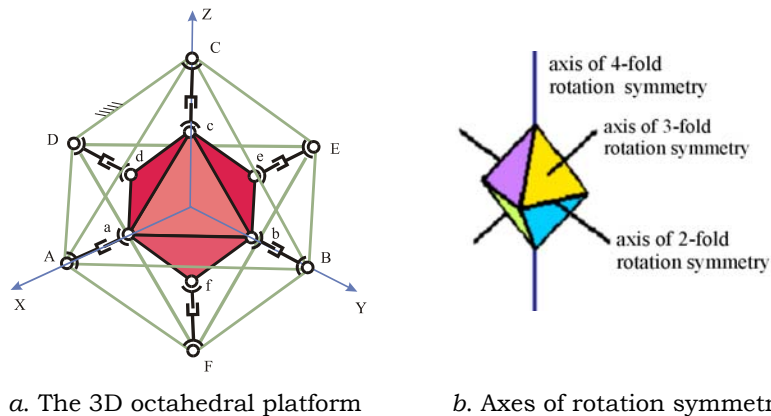 Z
C
c
D
d
e
E
a
b
A
B
f
X
Y
F
axis of 4-fold
rotation symmetry
axis of 3-fold
rotation symmetry
axis of 2-fold
rotation symmetry
a. The 3D octahedral platform
b. Axes of rotation symmetr